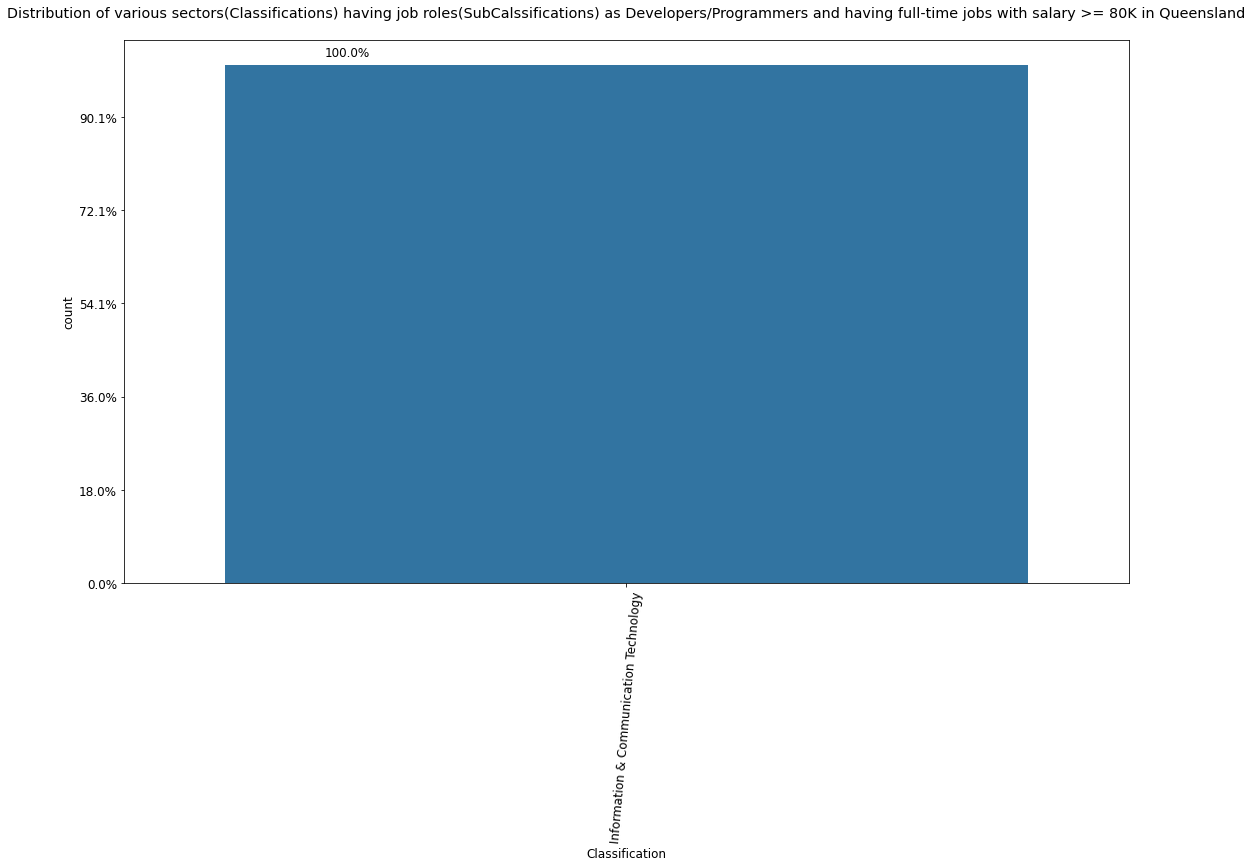 Distribution of various sectors(Classifications) having job roles(SubCalssifications) as Developers/Programmers and having full-time jobs with salary >= 80K in Queensland
100.0%
90.1%
72.1%
54.1%
36.0%
18.0%
0.0%
count
Information & Communication Technology
Classification